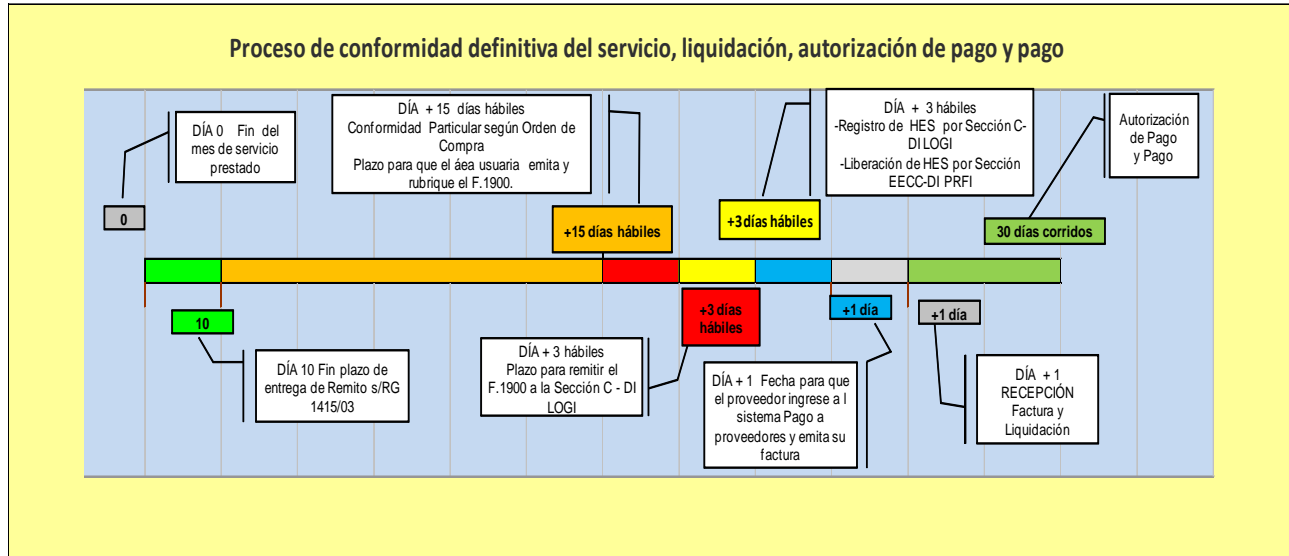 Proceso de conformidad definitiva del servicio, liquidación, autorización de pago y pago
DÍA 0 Fin del
mes de servicio
prestado
DÍA + 15 días hábiles
Conformidad Particular según Orden de
Compra
Plazo para que el áea usuaria emita y
rubrique el F.1900.
DÍA + 3 hábiles
-Registro de HES por Sección C-
DI LOGI
-Liberación de HES por Sección
EECC-DI PRFI
Autorización
de Pago
y Pago
0
+15 días hábiles
+3 días hábiles
30 días corridos
10
+3 días
hábiles
+1 día
+1 día
DÍA 10 Fin plazo de
entrega de Remito s/RG
1415/03
DÍA + 3 hábiles
Plazo para remitir el
F.1900 a la Sección C - DI
LOGI
DÍA + 1 Fecha para que
el proveedor ingrese a l
sistema Pago a
proveedores y emita su
factura
DÍA + 1
RECEPCIÓN
Factura y
Liquidación